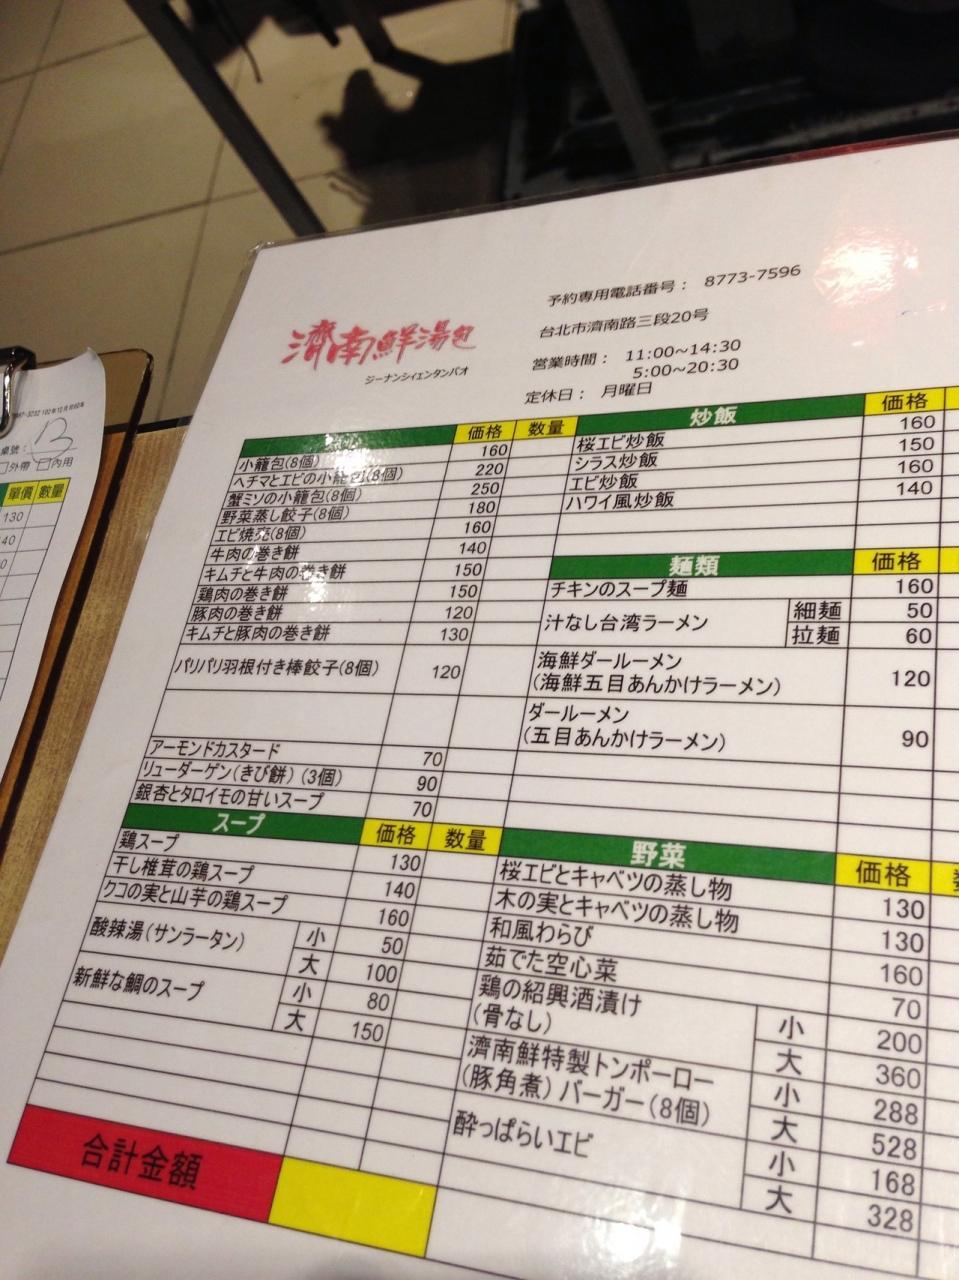 濟南鮮湯包
ジーナンシィエンタンパオ
予約専用電話番号： 8773-7596
台北市濟南路三段20号
営業時間： 11:00~14:30
5:00~20:30
定休日： 月曜日
価格 数量
小籠包(8個) 160
ヘチマとエビの小籠包(8個) 220
蟹ミソの小籠包(8個) 250
野菜蒸し餃子(8個) 180
エビ焼売(8個) 160
牛肉の巻き餅 140
キムチと牛肉の巻き餅 150
鶏肉の巻き餅 150
豚肉の巻き餅 120
キムチと豚肉の巻き餅 130
パリパリ羽根付き棒餃子(8個) 120
アーモンドカスタード 70
リューダーゲン(きび餅) (3個) 90
銀杏とタロイモの甘いスープ 70
スープ 価格 数量
鶏スープ 130
干し椎茸の鶏スープ 140
クコの実と山芋の鶏スープ 160
酸辣湯(サンラータン) 小 50
大 100
新鮮な鯛のスープ 小 80
大 150
合計金額
炒飯 価格
桜エビ炒飯 160
シラス炒飯 150
エビ炒飯 160
ハワイ風炒飯 140
麺類 価格
チキンのスープ麺 160
汁なし台湾ラーメン 細麺 50
拉麺 60
海鮮ダールーメン
(海鮮五目あんかけラーメン) 120
ダールーメン
(五目あんかけラーメン) 90
野菜 価格
桜エビとキャベツの蒸し物 130
木の実とキャベツの蒸し物 130
和風わらび 160
茹でた空心菜 70
鶏の紹興酒漬け
(骨なし) 小 200
大 360
濟南鮮特製トンポーロー
(豚角煮) バーガー(8個) 小 288
大 528
酔っぱらいエビ 小 168
大 328
桌號：
13
□外帶 □內用
單價 數量
130